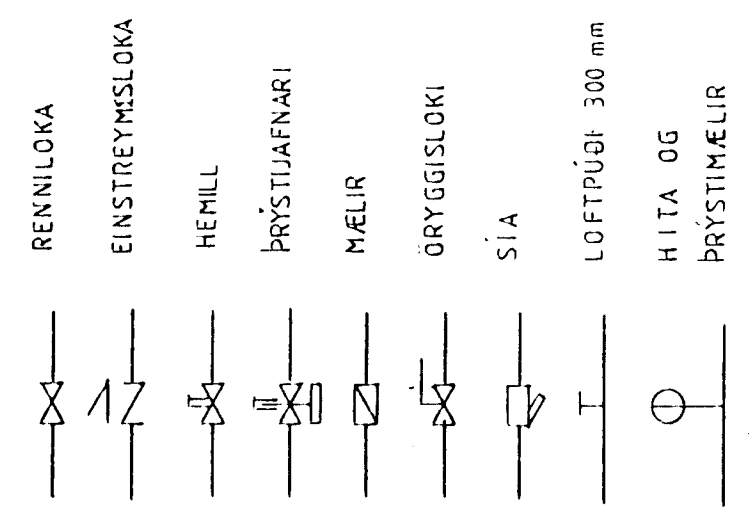 RENNILOKA
EINSTREYMISLOKA
HEMILL
ÞRÝSTIJAFNARI
MÆLIR
ÖRYGGISLOKI
SÍA
LOFTPÚÐI 300 mm
HITA OG
ÞRÝSTIMÆLIR